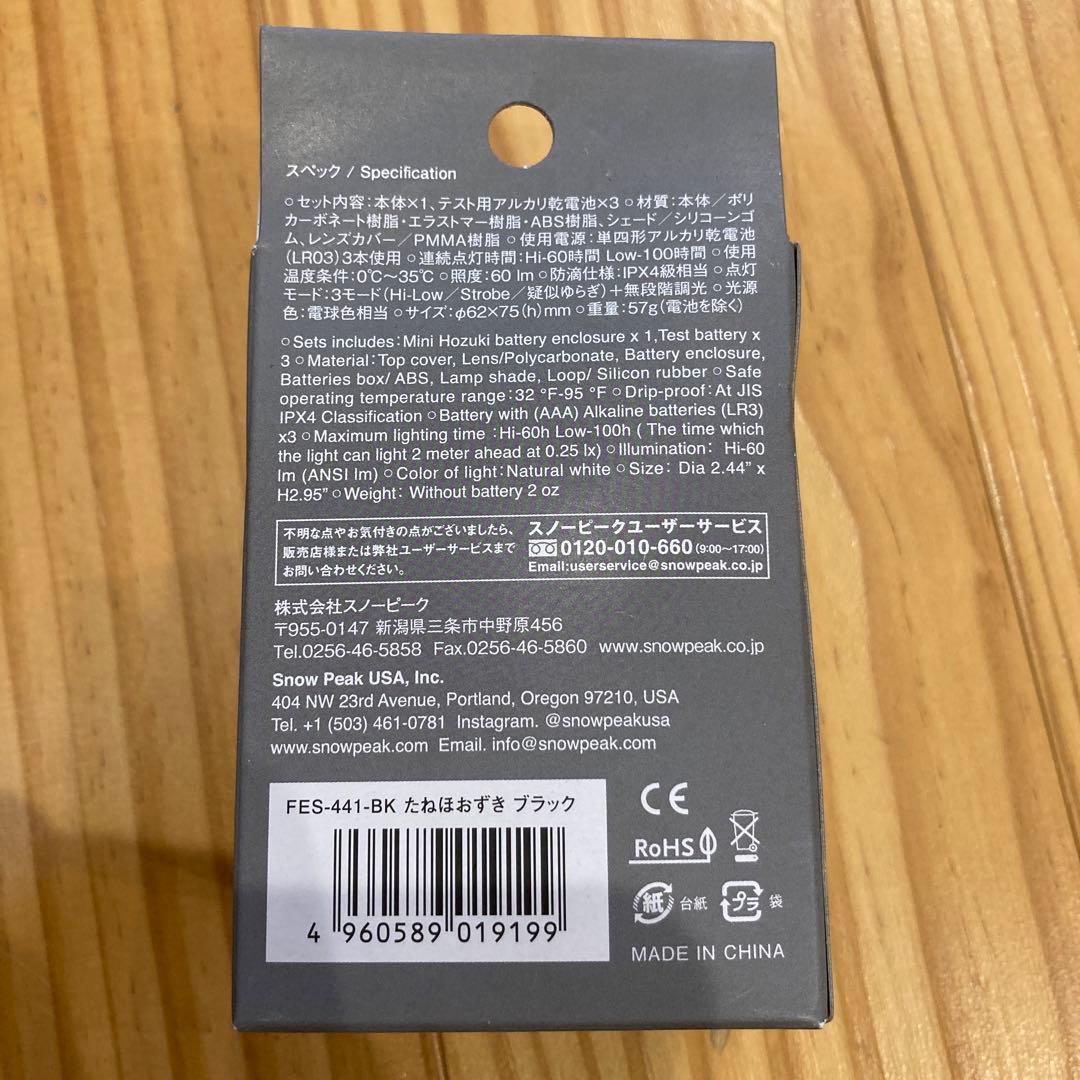 スペック / Specification
○セット内容:本体×1、テスト用アルカリ乾電池×3 ○材質:本体/ポリ
カーボネート樹脂・エラストマー樹脂・ABS樹脂、シェード/シリコーンゴ
ム、レンズカバー/PMMA樹脂 ○使用電源:単四形アルカリ乾電池
(LR03)3本使用 ○連続点灯時間:Hi-60時間 Low-100時間 ○使用
温度条件:0℃〜35℃ ○照度:60 lm ○防滴仕様:IPX4級相当 ○点灯
モード:3モード(Hi-Low/Strobe/疑似ゆらぎ)+無段階調光 ○光源
色:電球色相当 ○サイズ:φ62×75(h)mm ○重量:57g(電池を除く)
○Sets includes:Mini Hozuki battery enclosure x 1,Test battery x
3 ○Material:Top cover, Lens/Polycarbonate, Battery enclosure,
Batteries box/ ABS, Lamp shade, Loop/ Silicon rubber ○Safe
operating temperature range:32 °F-95 °F ○Drip-proof:At JIS
IPX4 Classification ○Battery with (AAA) Alkaline batteries (LR3)
x3 ○Maximum lighting time :Hi-60h Low-100h ( The time which
the light can light 2 meter ahead at 0.25 lx) ○Illumination: Hi-60
lm (ANSI lm) ○Color of light:Natural white ○Size: Dia 2.44” x
H2.95” ○Weight: Without battery 2 oz
不明な点やお気付きの点がございましたら、
販売店様または弊社ユーザーサービスまで
お問い合わせください。
スノーピークユーザーサービス
0120-010-660 (9:00〜17:00)
Email:userservice@snowpeak.co.jp
株式会社スノーピーク
〒955-0147 新潟県三条市中野原456
Tel.0256-46-5858 Fax.0256-46-5860 www.snowpeak.co.jp
Snow Peak USA, Inc.
404 NW 23rd Avenue, Portland, Oregon 97210, USA
Tel. +1 (503) 461-0781 Instagram. @snowpeakusa
www.snowpeak.com Email. info@snowpeak.com
FES-441-BK たねほおずき ブラック
4 960589 019199
CE
RoHS
紙 台紙 プラ 袋
MADE IN CHINA